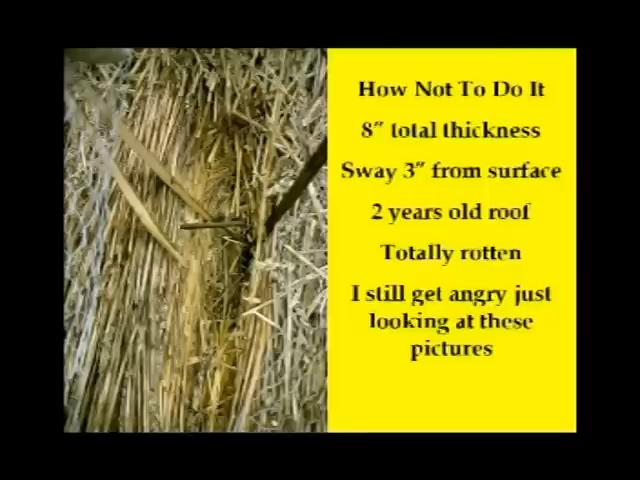 How Not To Do It
8” total thickness
Sway 3” from surface
2 years old roof
Totally rotten
I still get angry just
looking at these
pictures